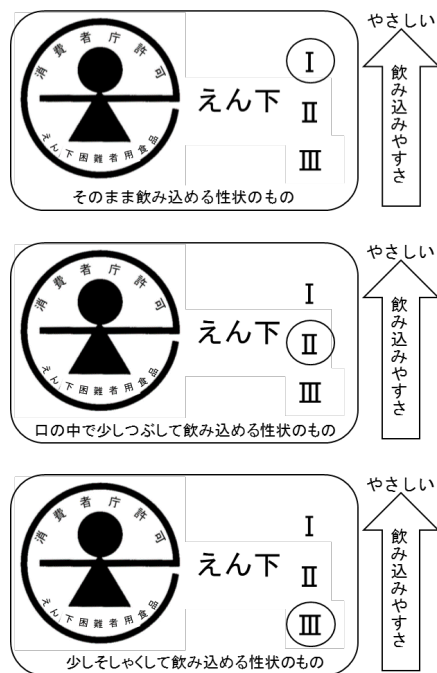 やさしい
消費者庁許可
えん下困難者用食品
えん下
Ⅰ
Ⅱ
Ⅲ
飲み込みやすさ
そのまま飲み込める性状のもの
やさしい
消費者庁許可
えん下困難者用食品
えん下
Ⅰ
Ⅱ
Ⅲ
飲み込みやすさ
口の中で少しつぶして飲み込める性状のもの
やさしい
消費者庁許可
えん下困難者用食品
えん下
Ⅰ
Ⅱ
Ⅲ
飲み込みやすさ
少しそしゃくして飲み込める性状のもの